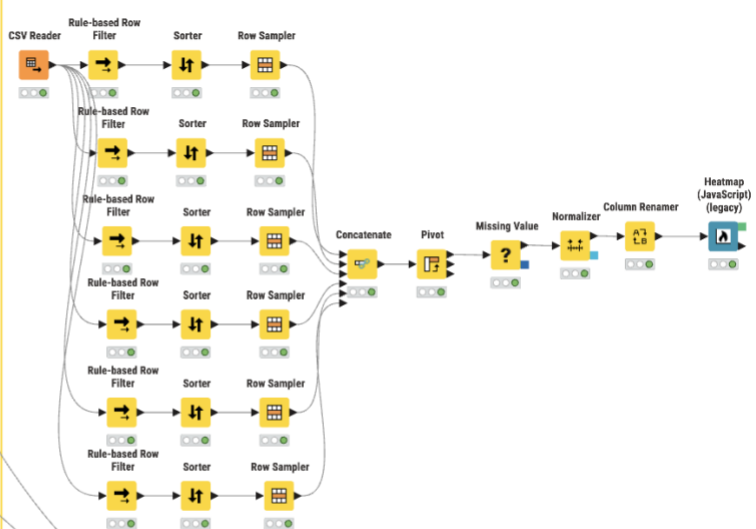 Rule-based Row
Filter
CSV Reader
Sorter
Row Sampler
Rule-based Row
Filter
Sorter
Row Sampler
Rule-based Row
Filter
Sorter
Row Sampler
Rule-based Row
Filter
Sorter
Row Sampler
Rule-based Row
Filter
Sorter
Row Sampler
Rule-based Row
Filter
Sorter
Row Sampler
Concatenate
Pivot
Missing Value
?
Normalizer
Column Renamer
A
B
Heatmap
(JavaScript)
(legacy)